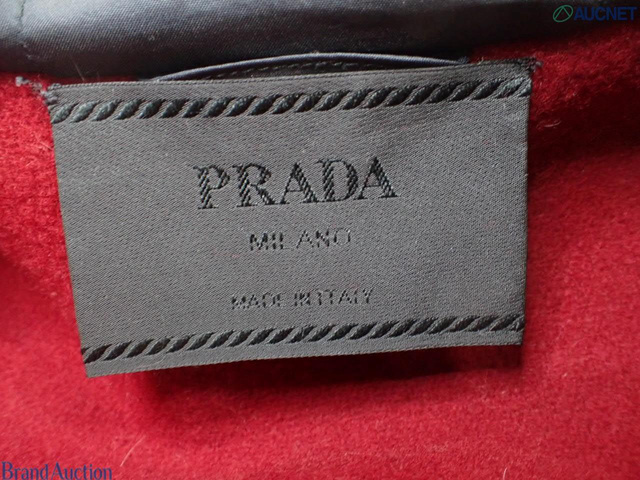 AUCNET
PRADA
MILANO
MADE IN ITALY
Brand Auction